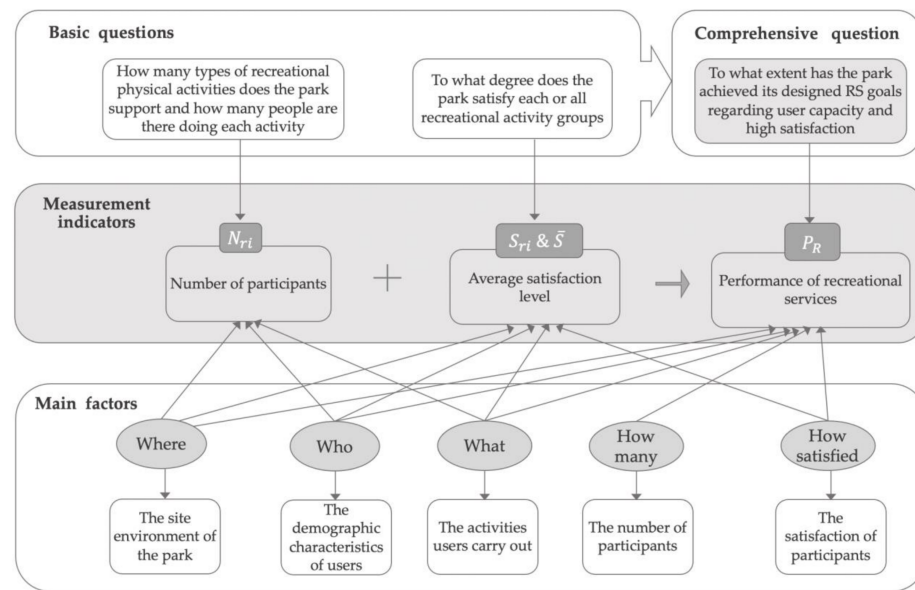 Basic questions
How many types of recreational
physical activities does the park
support and how many people are
there doing each activity
To what degree does the
park satisfy each or all
recreational activity groups
Comprehensive question
To what extent has the park
achieved its designed RS goals
regarding user capacity and
high satisfaction
Measurement
indicators
N_{ri}
Number of participants
+
S_{ri} & S̄
Average satisfaction
level
P_R
Performance of recreational
services
Main factors
Where
Who
What
How
many
How
satisfied
The site
environment of
the park
The
demographic
characteristics
of users
The activities
users carry out
The number of
participants
The
satisfaction of
participants